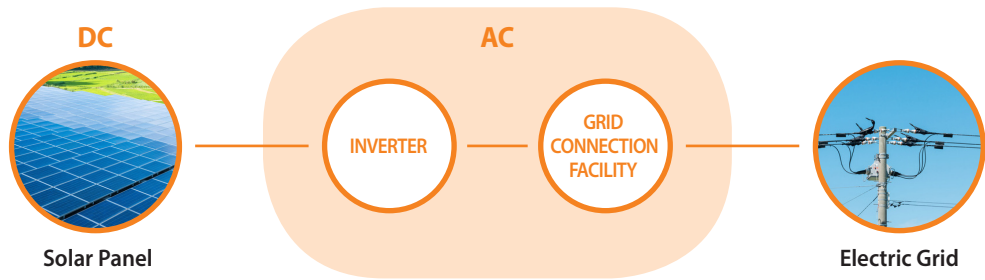 DC
AC
INVERTER
GRID
CONNECTION
FACILITY
Solar Panel
Electric Grid